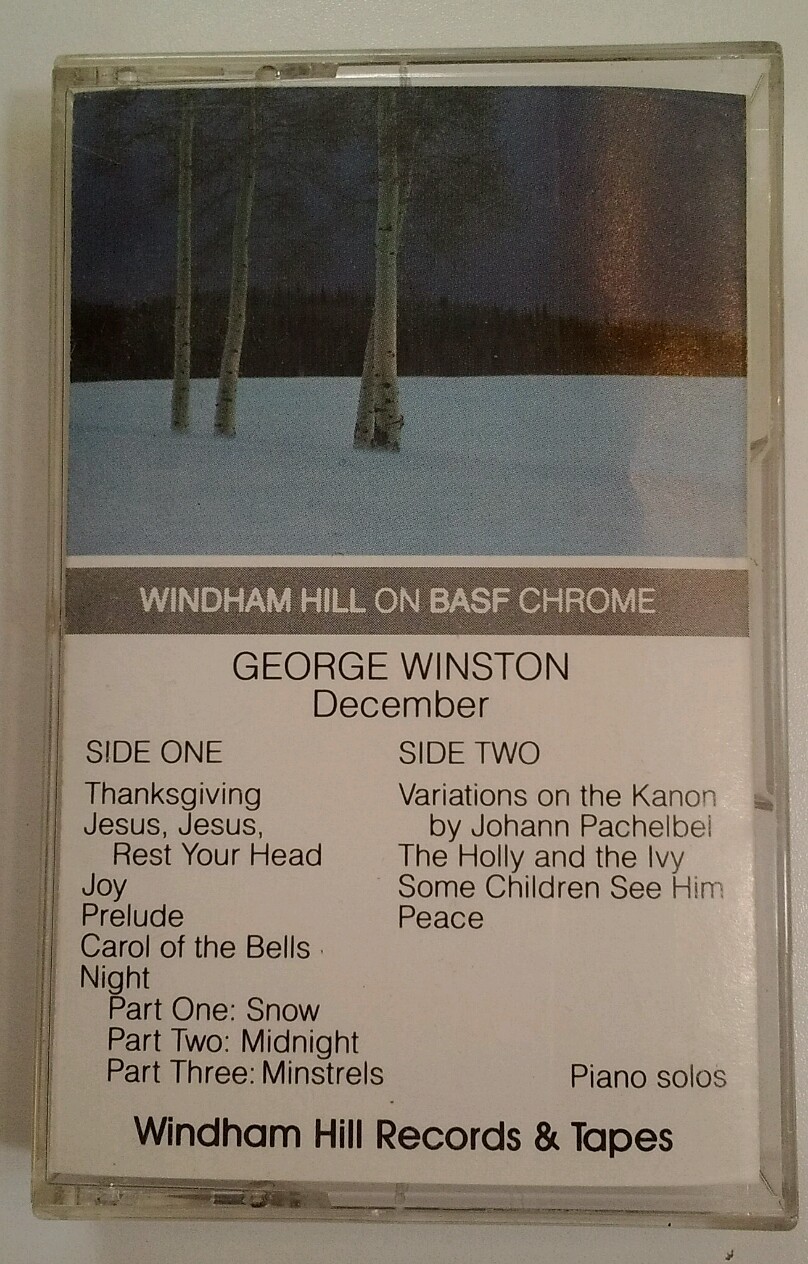 WINDHAM HILL ON BASF CHROME
GEORGE WINSTON
December
SIDE ONE
Thanksgiving
Jesus, Jesus,
Rest Your Head
Joy
Prelude
Carol of the Bells
Night
Part One: Snow
Part Two: Midnight
Part Three: Minstrels
SIDE TWO
Variations on the Kanon
by Johann Pachelbel
The Holly and the Ivy
Some Children See Him
Peace
Piano solos
Windham Hill Records & Tapes